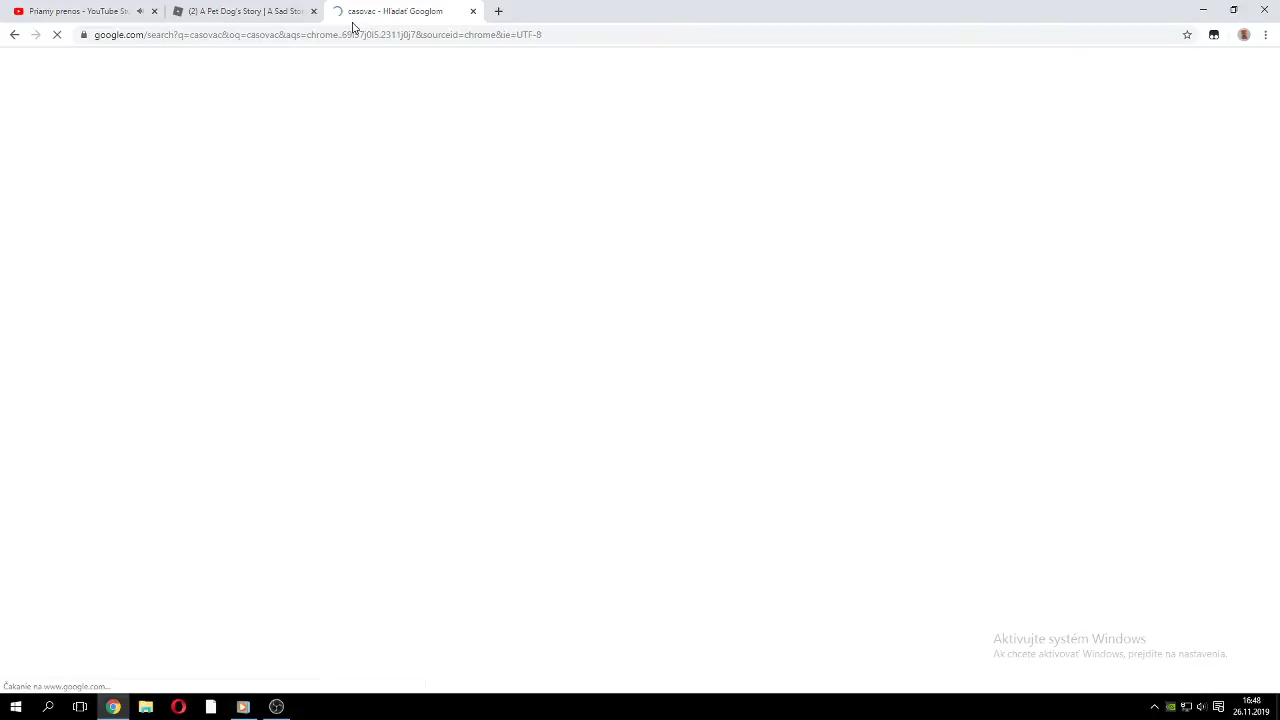 Priamy prenos - YouTube Stu
(2) A Pet Dog's Story | A Sad Stor
casovac - Hľadať Googlom
google.com/search?q=casovac&oq=casovac&aqs=chrome..69i57j0l5.2311j0j7&sourceid=chrome&ie=UTF-8
Aktivujte systém Windows
Ak chcete aktivovať Windows, prejdite na nastavenia.
Čakanie na www.google.com...
16:48
26.11.2019